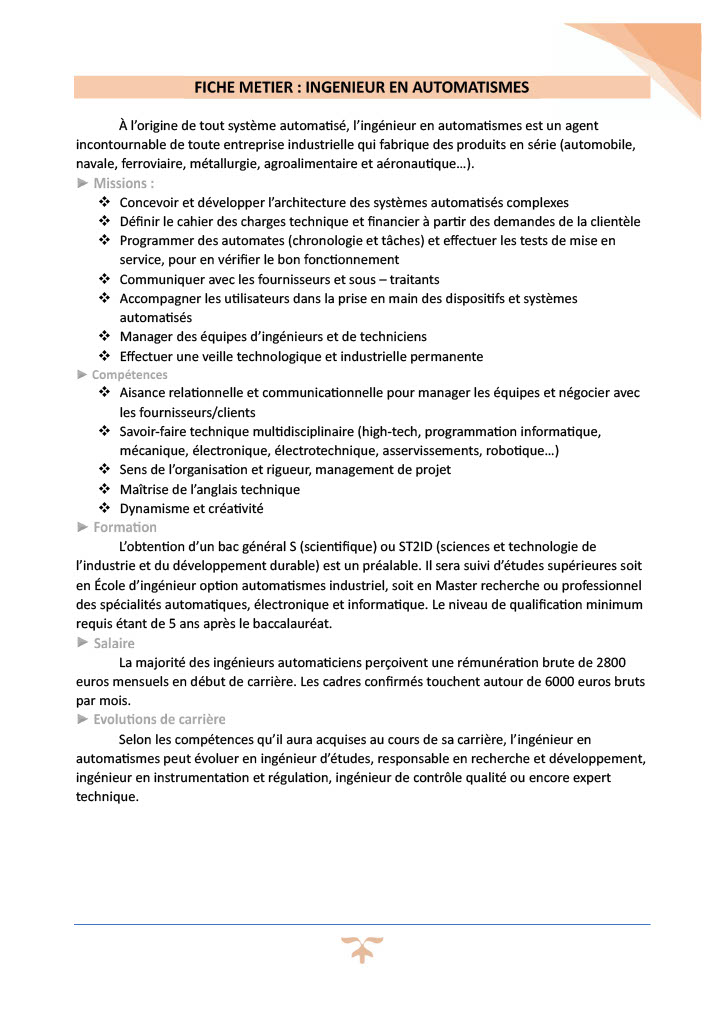 FICHE METIER : INGENIEUR EN AUTOMATISMES
À l’origine de tout système automatisé, l’ingénieur en automatismes est un agent
incontournable de toute entreprise industrielle qui fabrique des produits en série (automobile,
navale, ferroviaire, métallurgie, agroalimentaire et aéronautique…).
► Missions :
❖ Concevoir et développer l’architecture des systèmes automatisés complexes
❖ Définir le cahier des charges technique et financier à partir des demandes de la clientèle
❖ Programmer des automates (chronologie et tâches) et effectuer les tests de mise en
service, pour en vérifier le bon fonctionnement
❖ Communiquer avec les fournisseurs et sous – traitants
❖ Accompagner les utilisateurs dans la prise en main des dispositifs et systèmes
automatisés
❖ Manager des équipes d’ingénieurs et de techniciens
❖ Effectuer une veille technologique et industrielle permanente
► Compétences
❖ Aisance relationnelle et communicationnelle pour manager les équipes et négocier avec
les fournisseurs/clients
❖ Savoir-faire technique multidisciplinaire (high-tech, programmation informatique,
mécanique, électronique, électrotechnique, asservissements, robotique…)
❖ Sens de l’organisation et rigueur, management de projet
❖ Maîtrise de l’anglais technique
❖ Dynamisme et créativité
► Formation
L’obtention d’un bac général S (scientifique) ou ST2ID (sciences et technologie de
l’industrie et du développement durable) est un préalable. Il sera suivi d’études supérieures soit
en École d’ingénieur option automatismes industriel, soit en Master recherche ou professionnel
des spécialités automatiques, électronique et informatique. Le niveau de qualification minimum
requis étant de 5 ans après le baccalauréat.
► Salaire
La majorité des ingénieurs automaticiens perçoivent une rémunération brute de 2800
euros mensuels en début de carrière. Les cadres confirmés touchent autour de 6000 euros bruts
par mois.
► Evolutions de carrière
Selon les compétences qu’il aura acquises au cours de sa carrière, l’ingénieur en
automatismes peut évoluer en ingénieur d’études, responsable en recherche et développement,
ingénieur en instrumentation et régulation, ingénieur de contrôle qualité ou encore expert
technique.